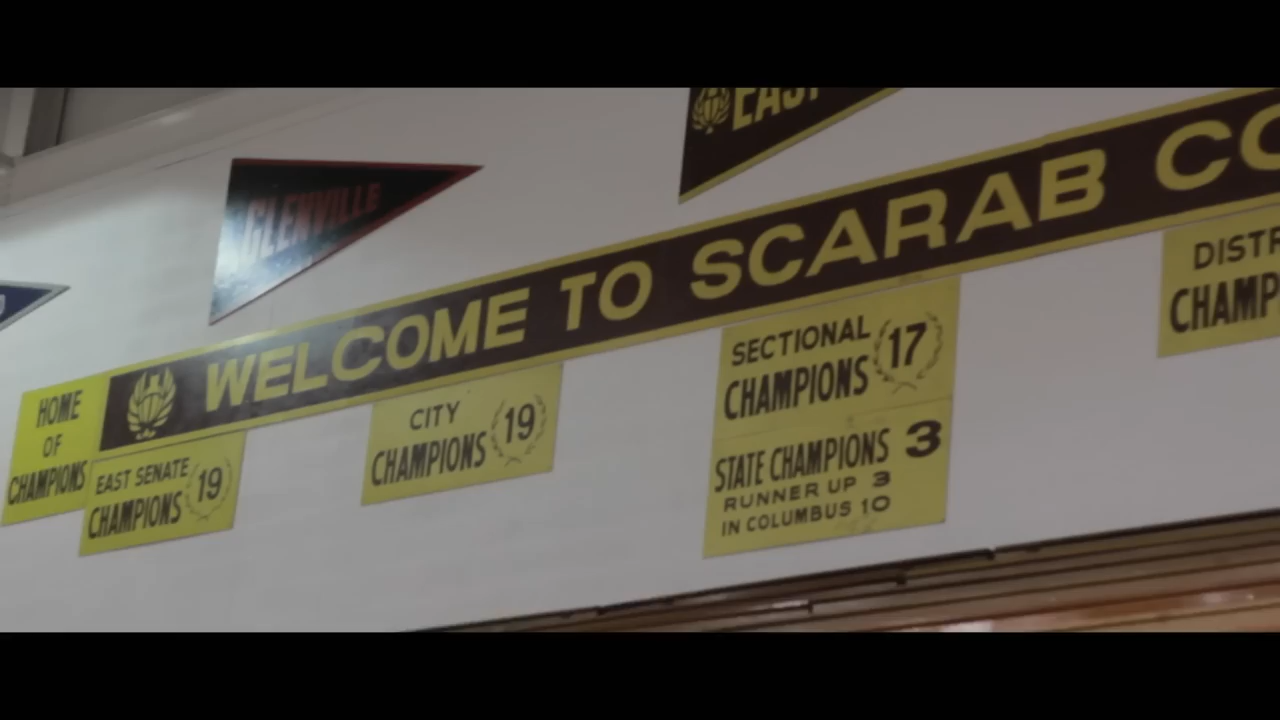 EAST
GLENVILLE
WELCOME TO SCARAB CO
HOME
OF
CHAMPIONS
EAST SENATE
CHAMPIONS 19
CITY
CHAMPIONS 19
SECTIONAL
CHAMPIONS 17
STATE CHAMPIONS 3
RUNNER UP 3
IN COLUMBUS 10
DISTR
CHAMP